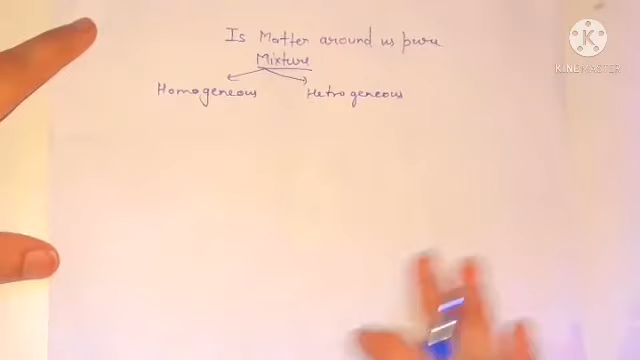 Is Matter around us pure
Mixture
Homogeneous Hetrogeneous
KINEMASTER